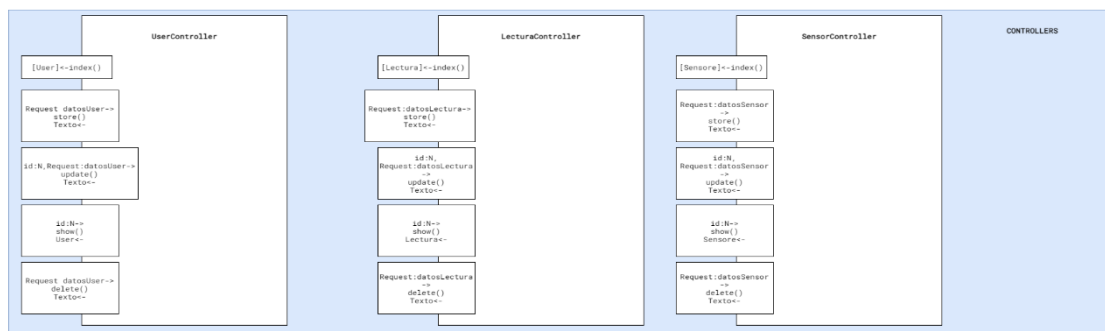 UserController
[User]<-index()
Request datosUser->
store()
Texto<-
id:N,Request:datosUser->
update()
Texto<-
id:N->
show()
User<-
Request datosUser->
delete()
Texto<-
LecturaController
[Lectura]<-index()
Request:datosLectura->
store()
Texto<-
id:N,
Request:datosLectura
->
update()
Texto<-
id:N->
show()
Lectura<-
Request:datosLectura
->
delete()
Texto<-
SensorController
[Sensore]<-index()
Request:datosSensor
->
store()
Texto<-
id:N,
Request:datosSensor
->
update()
Texto<-
id:N->
show()
Sensore<-
Request:datosSensor
->
delete()
Texto<-
CONTROLLERS